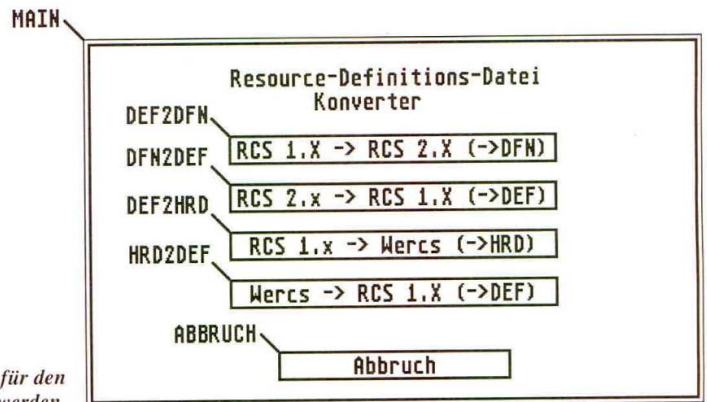 MAIN
Resource-Definitions-Datei
Konverter
DEF2DFN
RCS 1.X -> RCS 2.X (->DFN)
DFN2DEF
RCS 2.x -> RCS 1.X (->DEF)
DEF2HRD
RCS 1.x -> Wercs (->HRD)
HRD2DEF
Wercs -> RCS 1.X (->DEF)
ABBRUCH
Abbruch
für den
werden